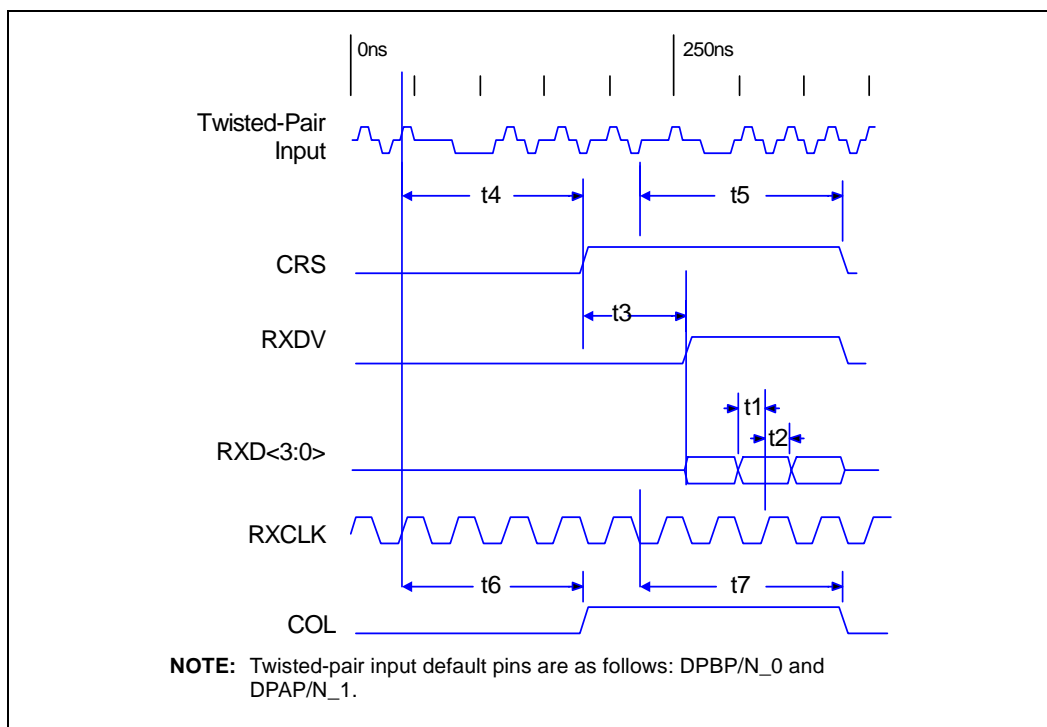 0ns
250ns
Twisted-Pair
Input
t4
t5
CRS
t3
RXDV
t1
t2
RXD<3:0>
RXCLK
t6
t7
COL
NOTE: Twisted-pair input default pins are as follows: DPBP/N_0 and
DPAP/N_1.